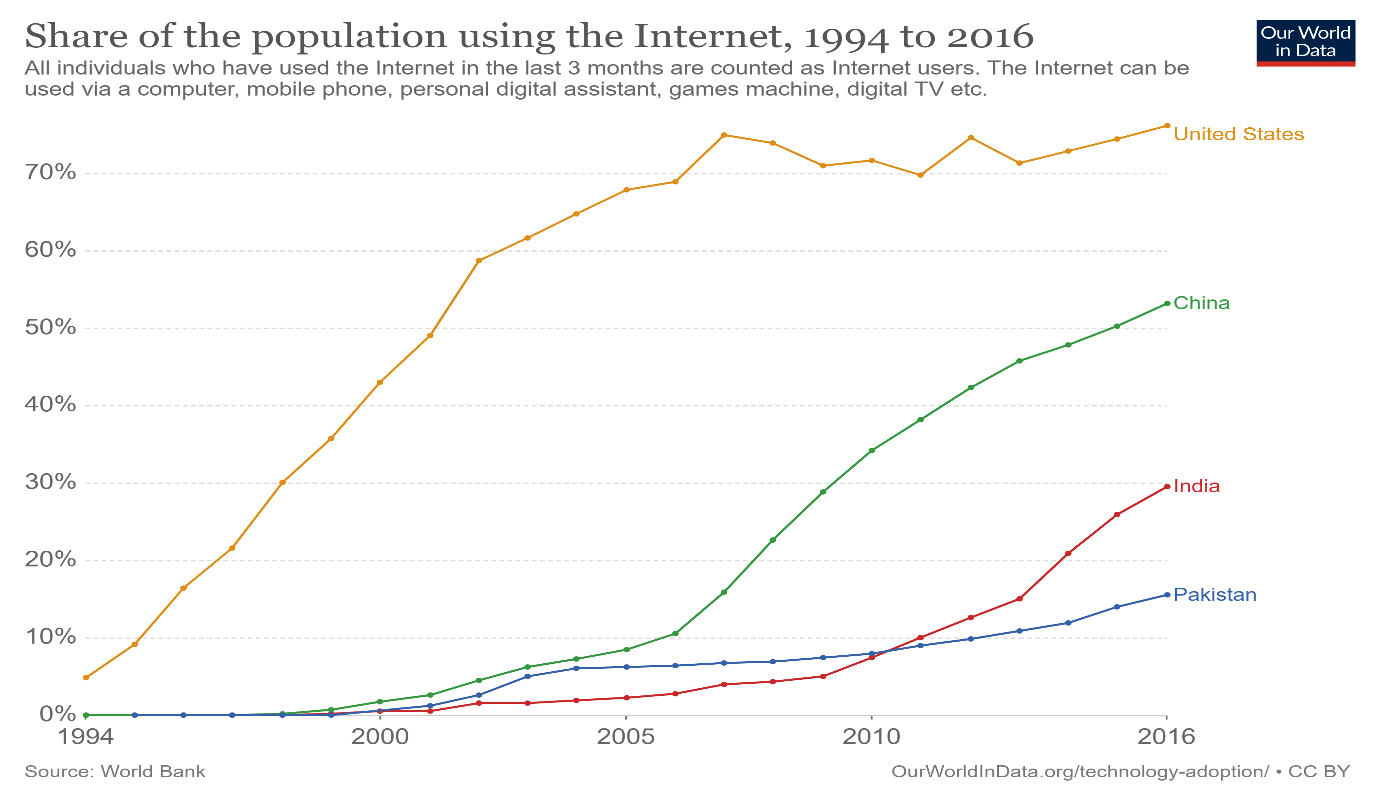 Share of the population using the Internet, 1994 to 2016
Our World
in Data
All individuals who have used the Internet in the last 3 months are counted as Internet users. The Internet can be
used via a computer, mobile phone, personal digital assistant, games machine, digital TV etc.
United States
70%
60%
China
50%
40%
30%
India
20%
Pakistan
10%
0%
1994 2000 2005 2010 2016
Source: World Bank
OurWorldInData.org/technology-adoption/ • CC BY